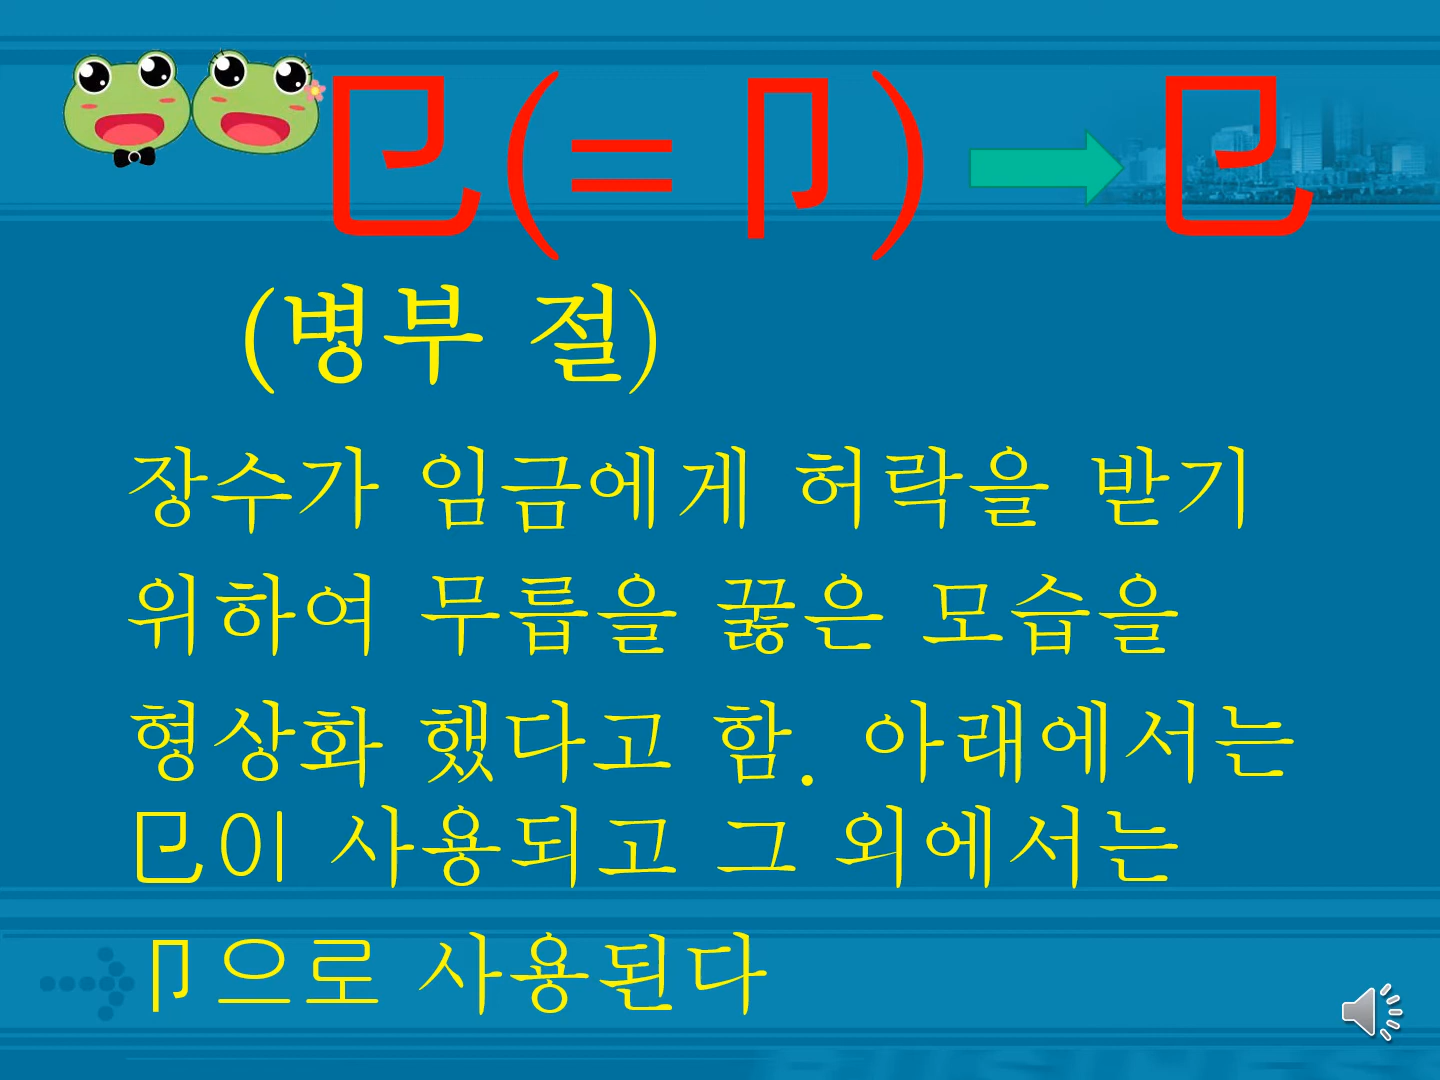 㔾(=卩) → 㔾
(병부 절)
장수가 임금에게 허락을 받기
위하여 무릅을 꿇은 모습을
형상화 했다고 함. 아래에서는
㔾이 사용되고 그 외에서는
卩으로 사용된다